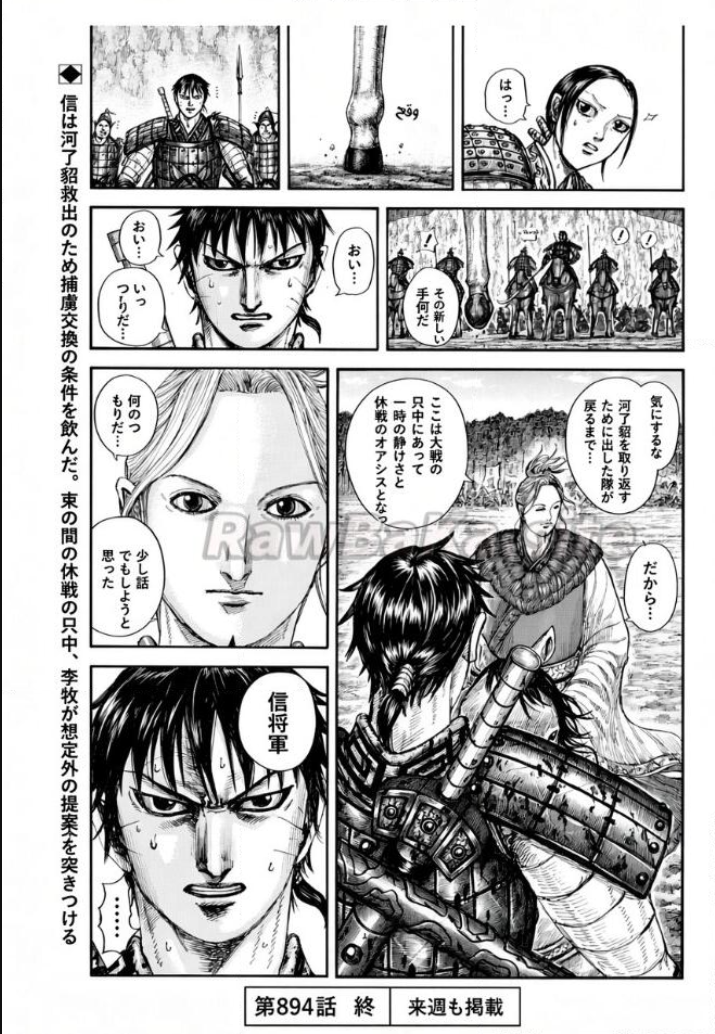 はっ…
!
!
!
その新しい
手何だ
おい…
おい…
いっ
つりだ…
気にするな
河了貂を取り返す
ために出した隊が
戻るまで…
ここは大戦の
只中にあって
一時の静けさと
休戦のオアシスとなっ
だから…
何のつ
もりだ…
少し話
でもしようと
思った
信将軍
……
信は河了貂救出のため捕虜交換の条件を飲んだ。束の間の休戦の只中、李牧が想定外の提案を突きつける
第894話 終
来週も掲載